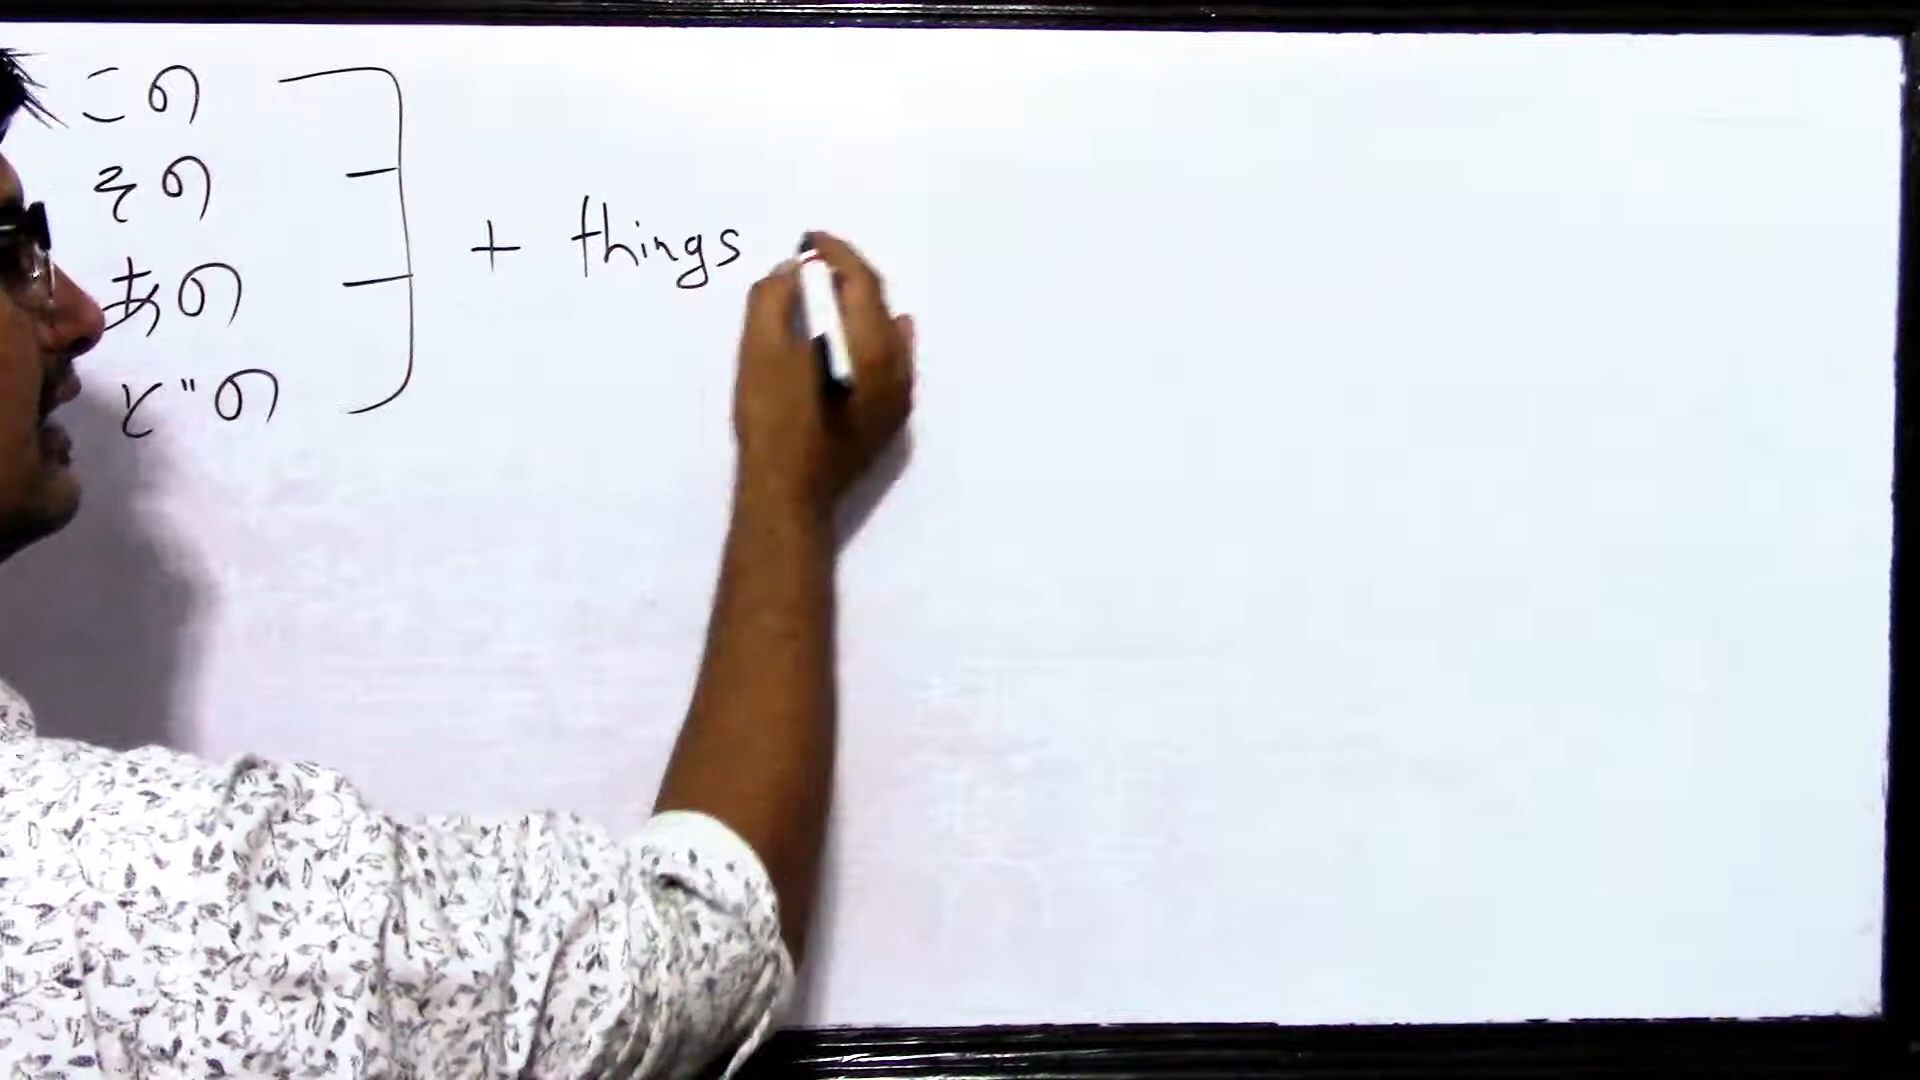 この
その
あの
どの
+ things